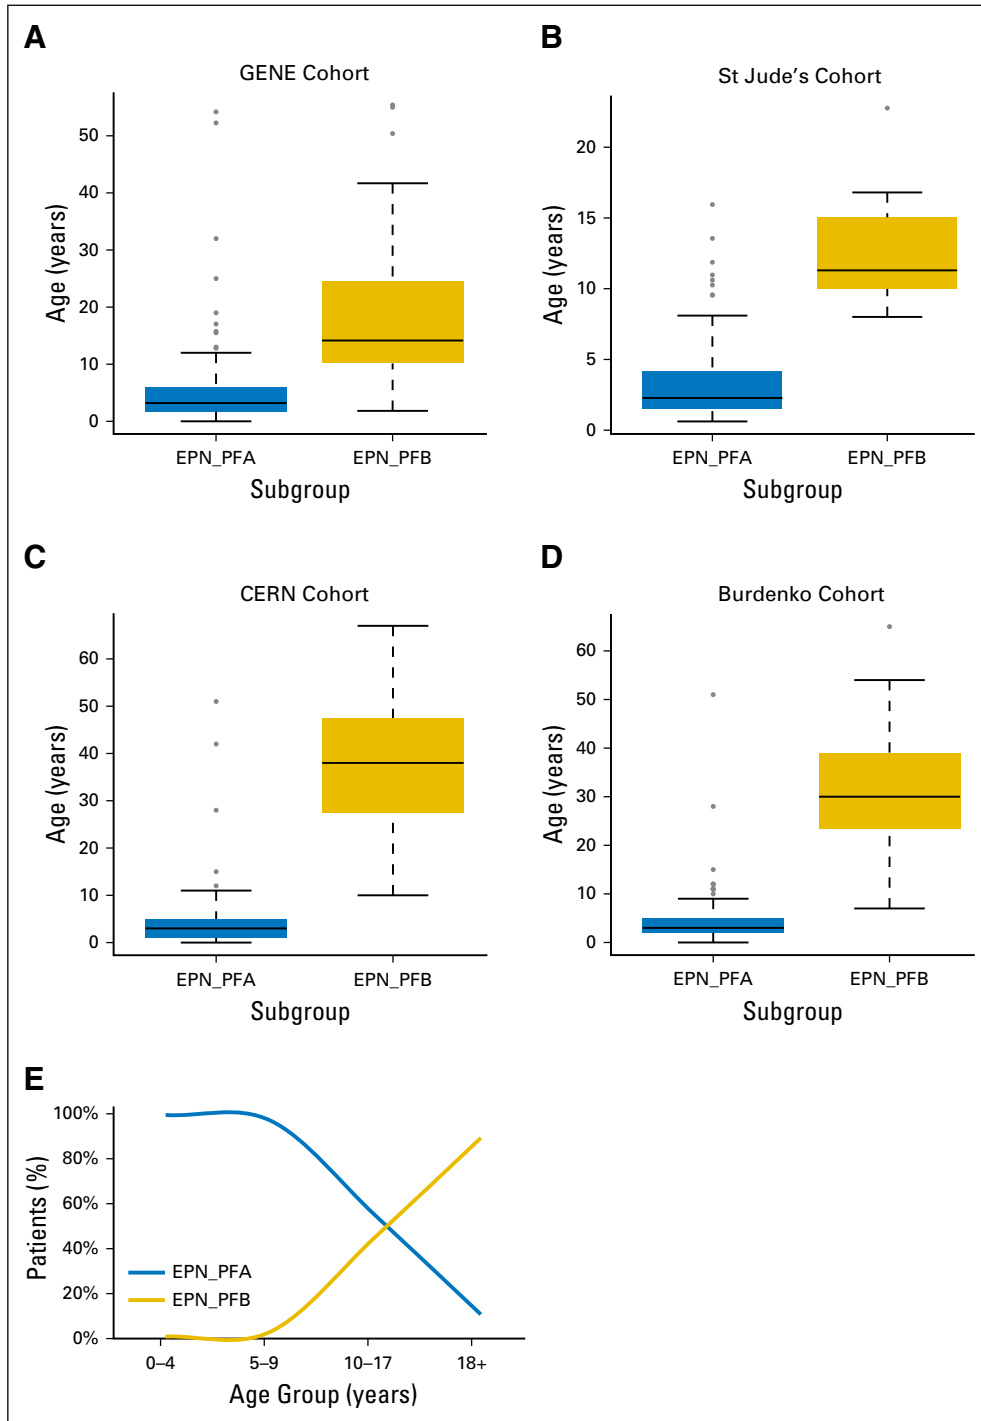 A
GENE Cohort
Age (years)
50
40
30
20
10
0
EPN_PFA
EPN_PFB
Subgroup
B
St Jude's Cohort
Age (years)
20
15
10
5
0
EPN_PFA
EPN_PFB
Subgroup
C
CERN Cohort
Age (years)
60
50
40
30
20
10
0
EPN_PFA
EPN_PFB
Subgroup
D
Burdenko Cohort
Age (years)
60
50
40
30
20
10
0
EPN_PFA
EPN_PFB
Subgroup
E
Patients (%)
100%
80%
60%
40%
20%
0%
EPN_PFA
EPN_PFB
0–4
5–9
10–17
18+
Age Group (years)